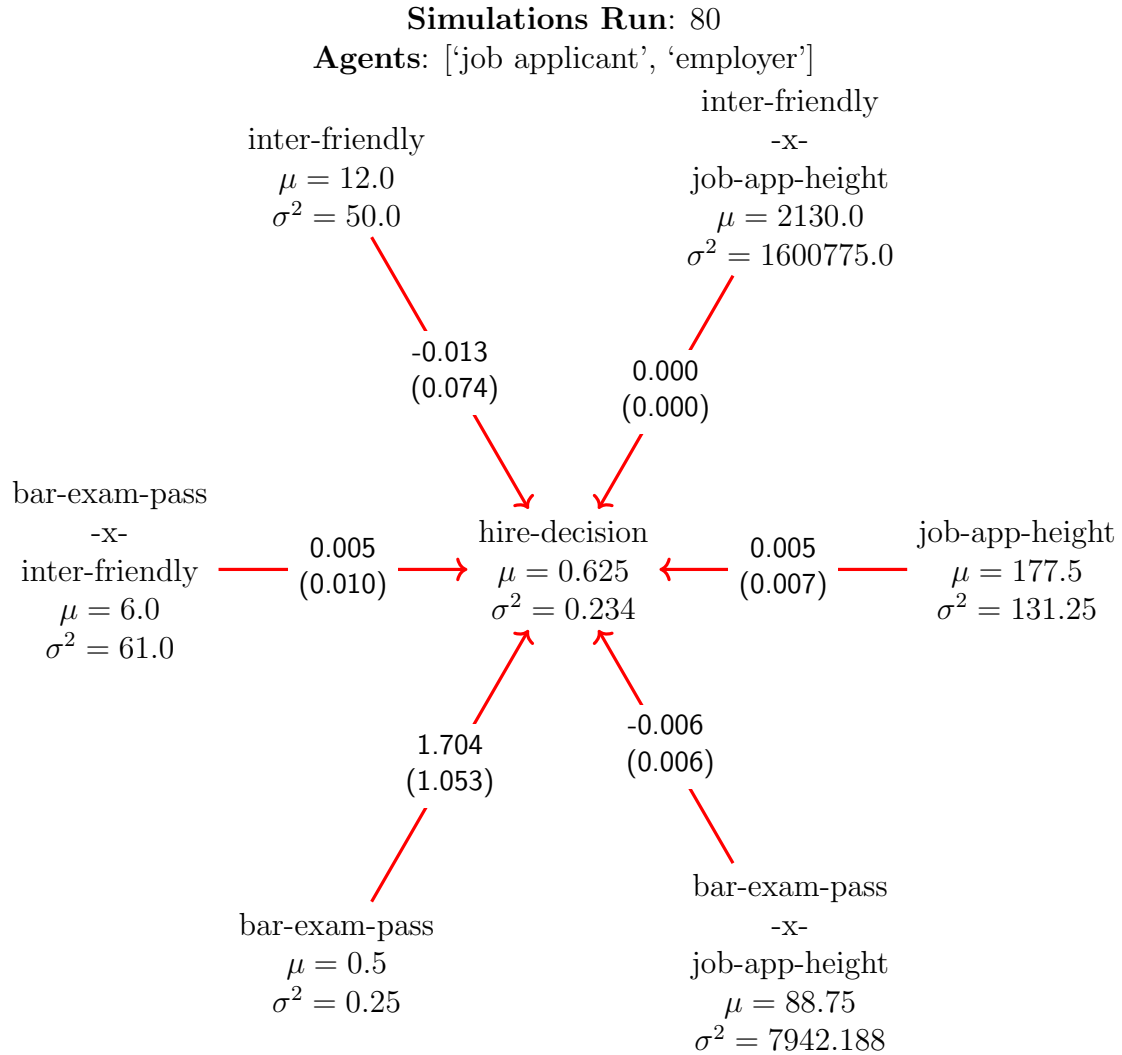 Simulations Run: 80
Agents: [‘job applicant’, ‘employer’]
inter-friendly
-x-
job-app-height
μ = 2130.0
σ² = 1600775.0
inter-friendly
μ = 12.0
σ² = 50.0
-0.013
(0.074)
0.000
(0.000)
bar-exam-pass
-x-
inter-friendly
μ = 6.0
σ² = 61.0
0.005
(0.010)
hire-decision
μ = 0.625
σ² = 0.234
0.005
(0.007)
job-app-height
μ = 177.5
σ² = 131.25
1.704
(1.053)
-0.006
(0.006)
bar-exam-pass
μ = 0.5
σ² = 0.25
bar-exam-pass
-x-
job-app-height
μ = 88.75
σ² = 7942.188